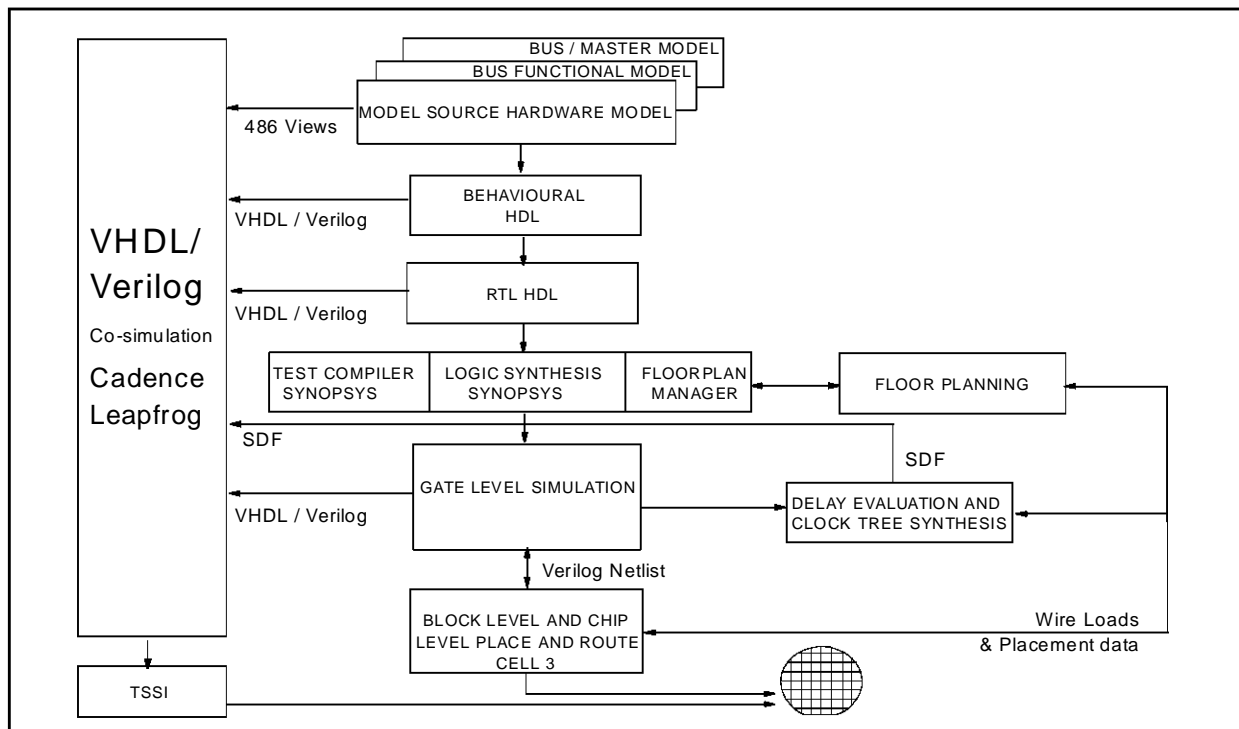 BUS / MASTER MODEL
BUS FUNCTIONAL MODEL
MODEL SOURCE HARDWARE MODEL
486 Views
BEHAVIOURAL
HDL
VHDL / Verilog
VHDL/
Verilog
Co-simulation
Cadence
Leapfrog
RTL HDL
VHDL / Verilog
TEST COMPILER
SYNOPSYS
LOGIC SYNTHESIS
SYNOPSYS
FLOORPLAN
MANAGER
FLOOR PLANNING
SDF
SDF
GATE LEVEL SIMULATION
VHDL / Verilog
DELAY EVALUATION AND
CLOCK TREE SYNTHESIS
Verilog Netlist
BLOCK LEVEL AND CHIP
LEVEL PLACE AND ROUTE
CELL 3
Wire Loads
& Placement data
TSSI